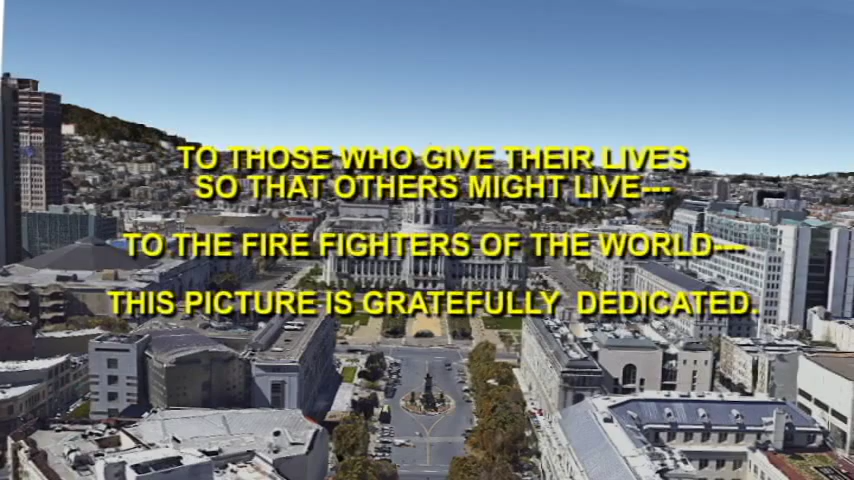 TO THOSE WHO GIVE THEIR LIVES
SO THAT OTHERS MIGHT LIVE---
TO THE FIRE FIGHTERS OF THE WORLD---
THIS PICTURE IS GRATEFULLY  DEDICATED.